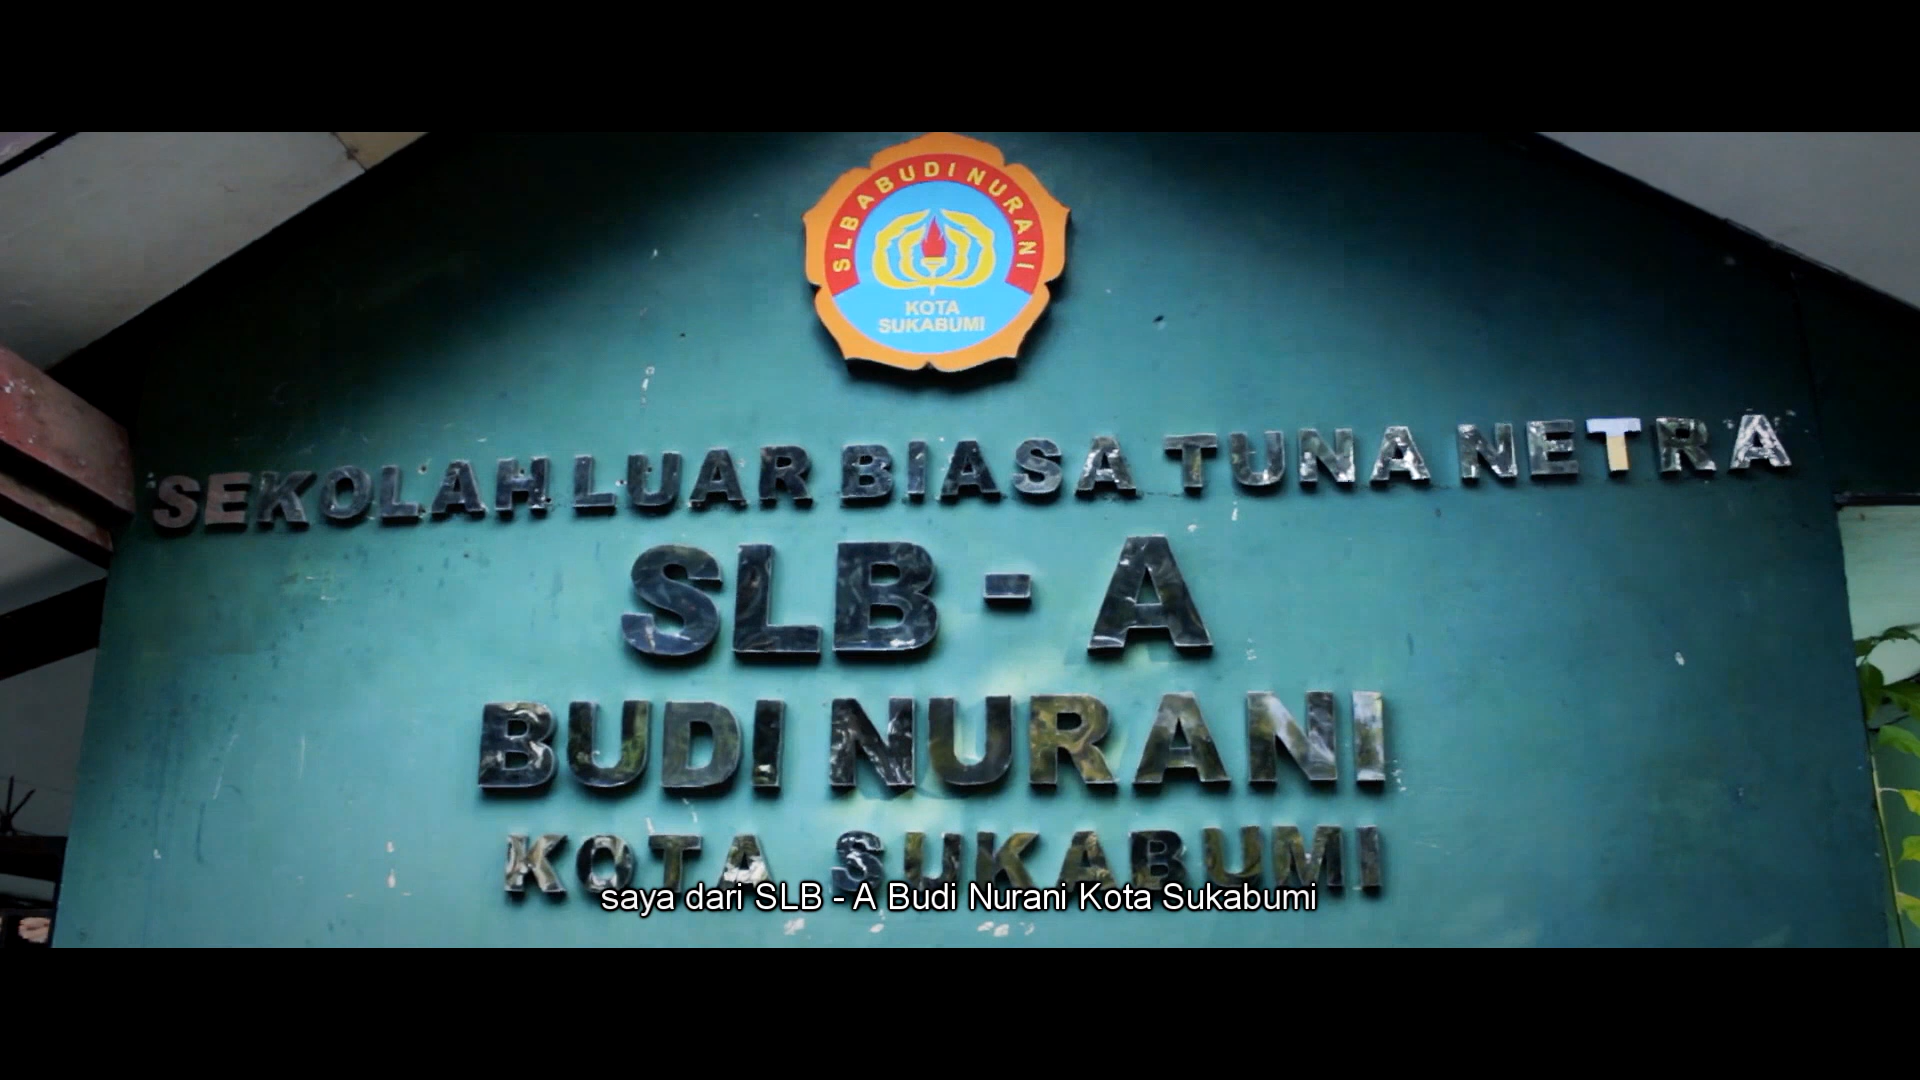 SLB A BUDI NURANI
KOTA
SUKABUMI
SEKOLAH LUAR BIASA TUNA NETRA
SLB - A
BUDI NURANI
KOTA SUKABUMI
saya dari SLB - A Budi Nurani Kota Sukabumi